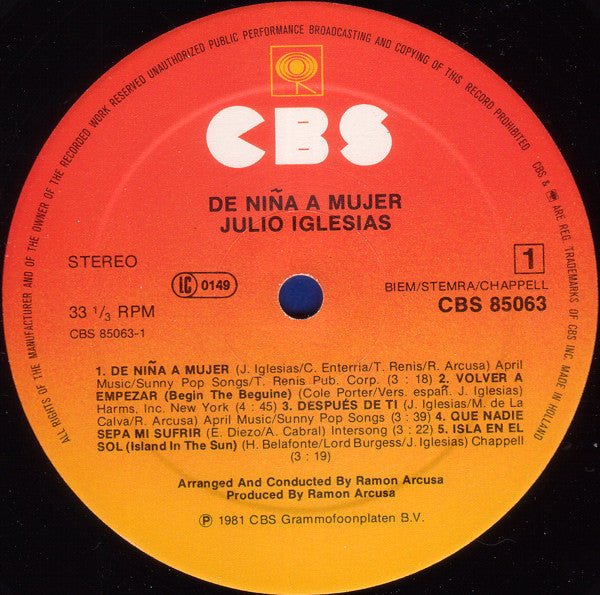 ALL RIGHTS OF THE MANUFACTURER AND OF THE OWNER OF THE RECORDED WORK RESERVED UNAUTHORIZED PUBLIC PERFORMANCE BROADCASTING AND COPYING OF THIS RECORD PROHIBITED
CBS & ARE REG. TRADEMARKS OF CBS INC. MADE IN HOLLAND
CBS
DE NIÑA A MUJER
JULIO IGLESIAS
STEREO
LC 0149
1
BIEM/STEMRA/CHAPPELL
33 1/3 RPM
CBS 85063
CBS 85063-1
1. DE NIÑA A MUJER (J. Iglesias/C. Enterria/T. Renis/R. Arcusa) April
Music/Sunny Pop Songs/T. Renis Pub. Corp. (3 : 18) 2. VOLVER A
EMPEZAR (Begin The Beguine) (Cole Porter/Vers. españ. J. Iglesias)
Harms, Inc. New York (4 : 45) 3. DESPUÉS DE TI (J. Iglesias/M. de La
Calva/R. Arcusa) April Music/Sunny Pop Songs (3 : 39) 4. QUE NADIE
SEPA MI SUFRIR (E. Diezo/A. Cabral) Intersong (3 : 22) 5. ISLA EN EL
SOL (Island In The Sun) (H. Belafonte/Lord Burgess/J. Iglesias) Chappell
(3 : 19)
Arranged And Conducted By Ramon Arcusa
Produced By Ramon Arcusa
℗ 1981 CBS Grammofoonplaten B.V.